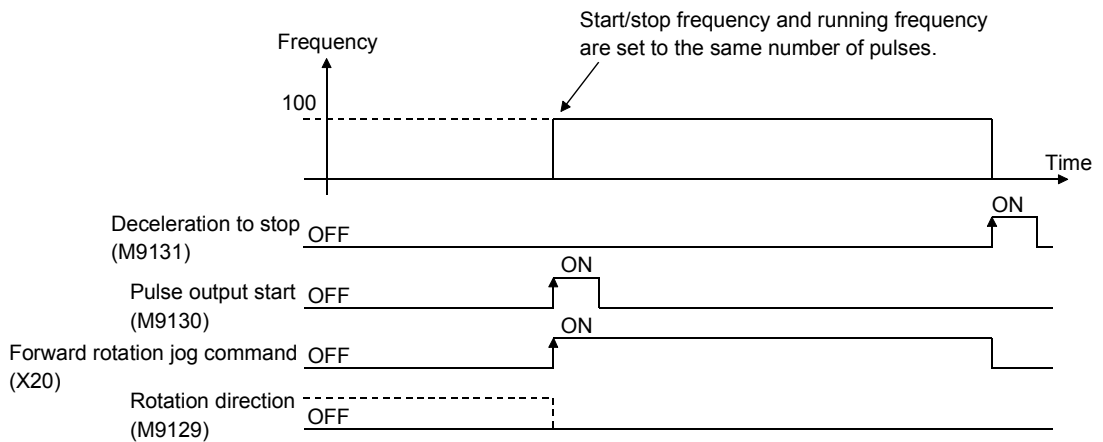 Start/stop frequency and running frequency
are set to the same number of pulses.
Frequency
100
Time
ON
Deceleration to stop
(M9131)
OFF
ON
Pulse output start
(M9130)
OFF
ON
Forward rotation jog command
(X20)
OFF
Rotation direction
(M9129)
OFF